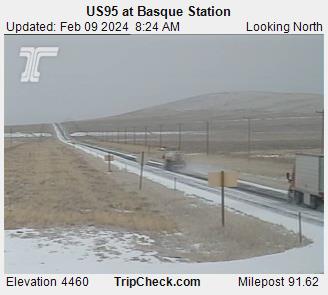 US95 at Basque Station
Updated: Feb 09 2024 8:24 AM Looking North
Elevation 4460 TripCheck.com Milepost 91.62